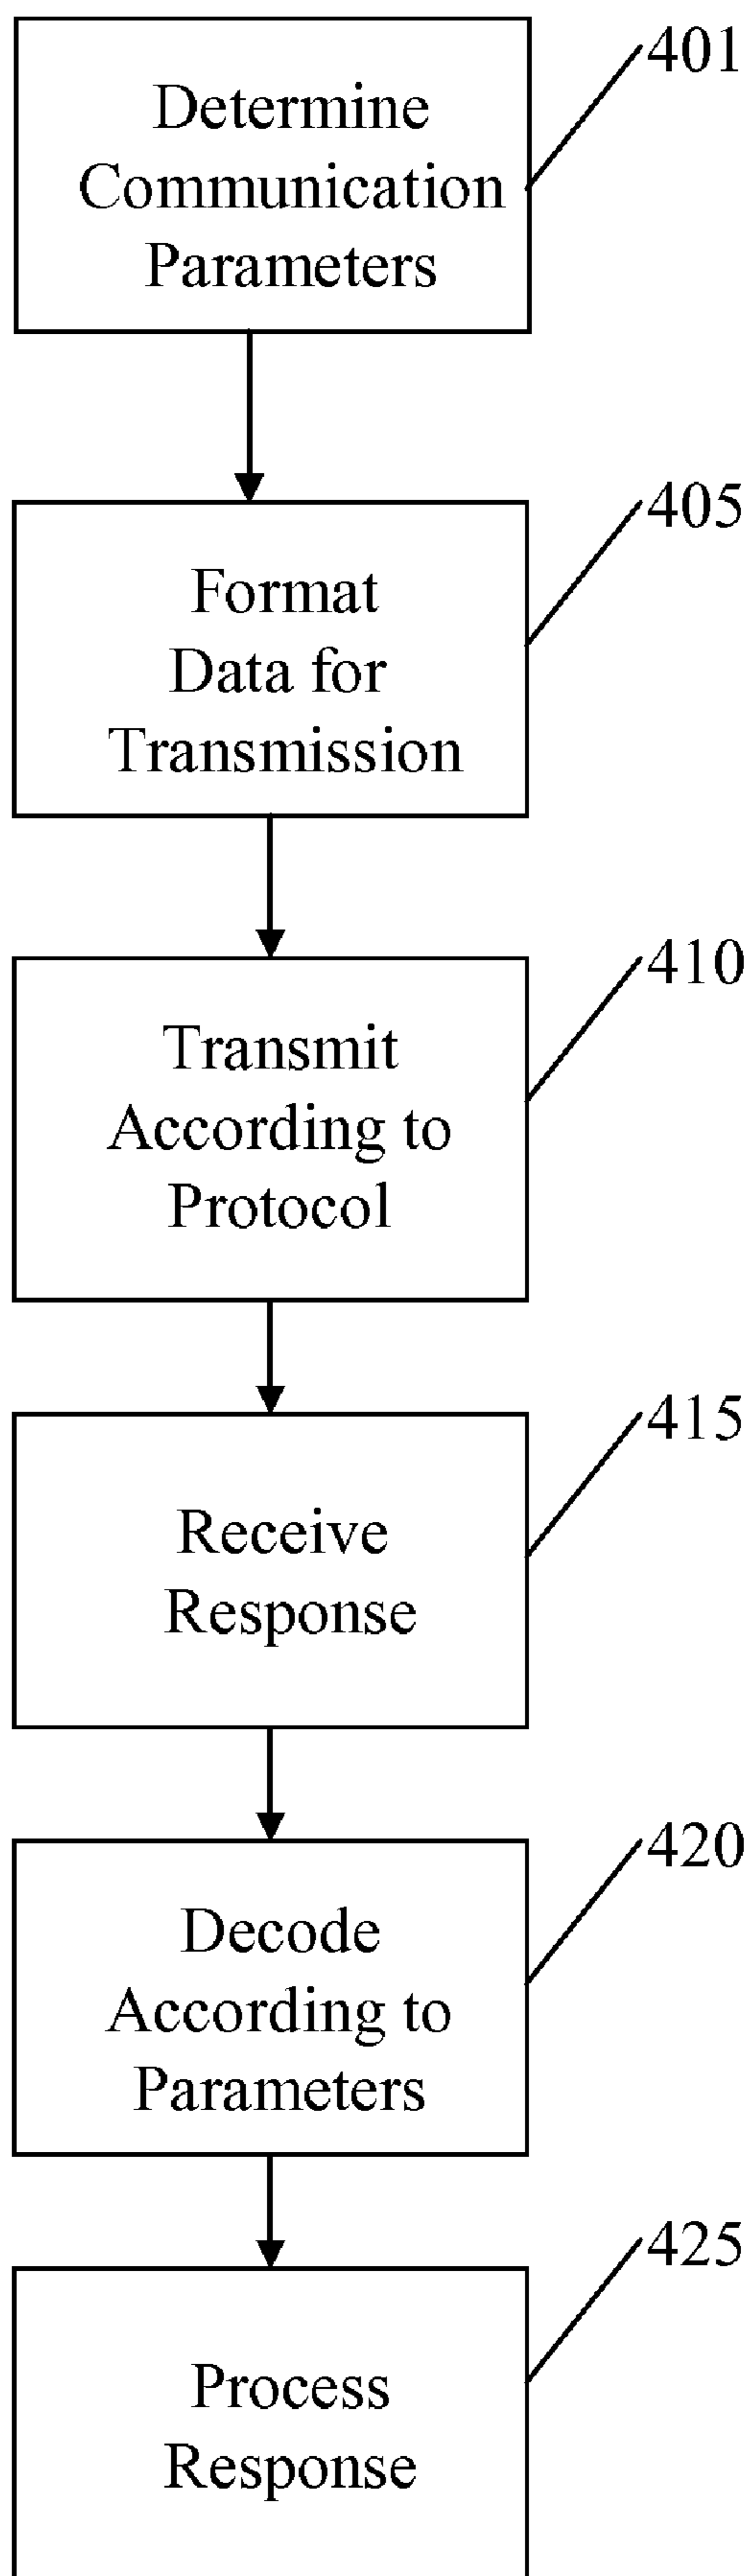 401
Determine
Communication
Parameters
405
Format
Data for
Transmission
410
Transmit
According to
Protocol
415
Receive
Response
420
Decode
According to
Parameters
425
Process
Response